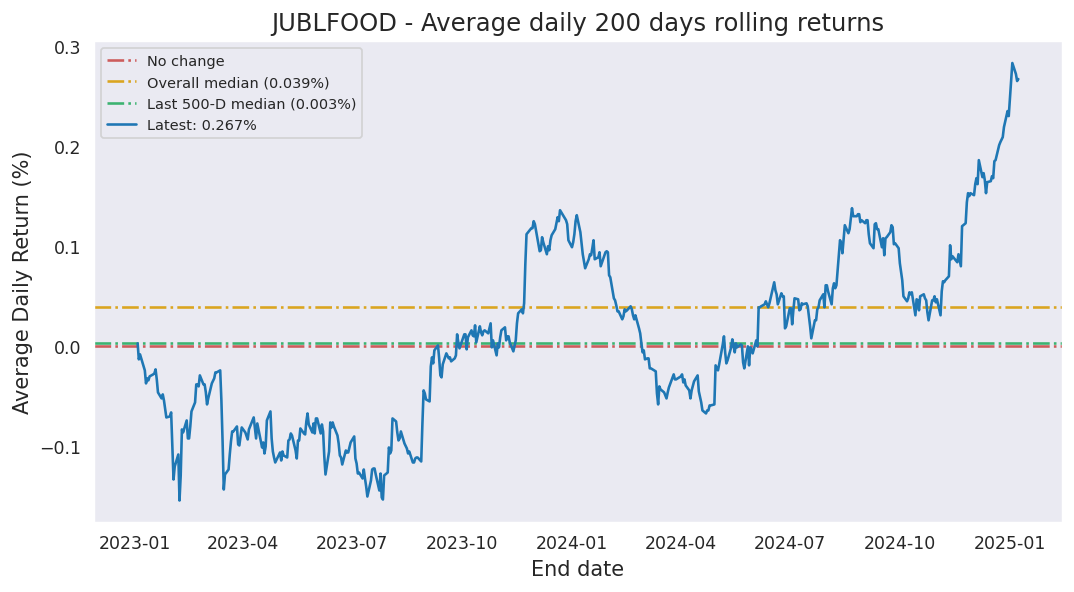 JUBLFOOD - Average daily 200 days rolling returns
No change
Overall median (0.039%)
Last 500-D median (0.003%)
Latest: 0.267%
Average Daily Return (%)
0.3
0.2
0.1
0.0
−0.1
2023-01
2023-04
2023-07
2023-10
2024-01
2024-04
2024-07
2024-10
2025-01
End date